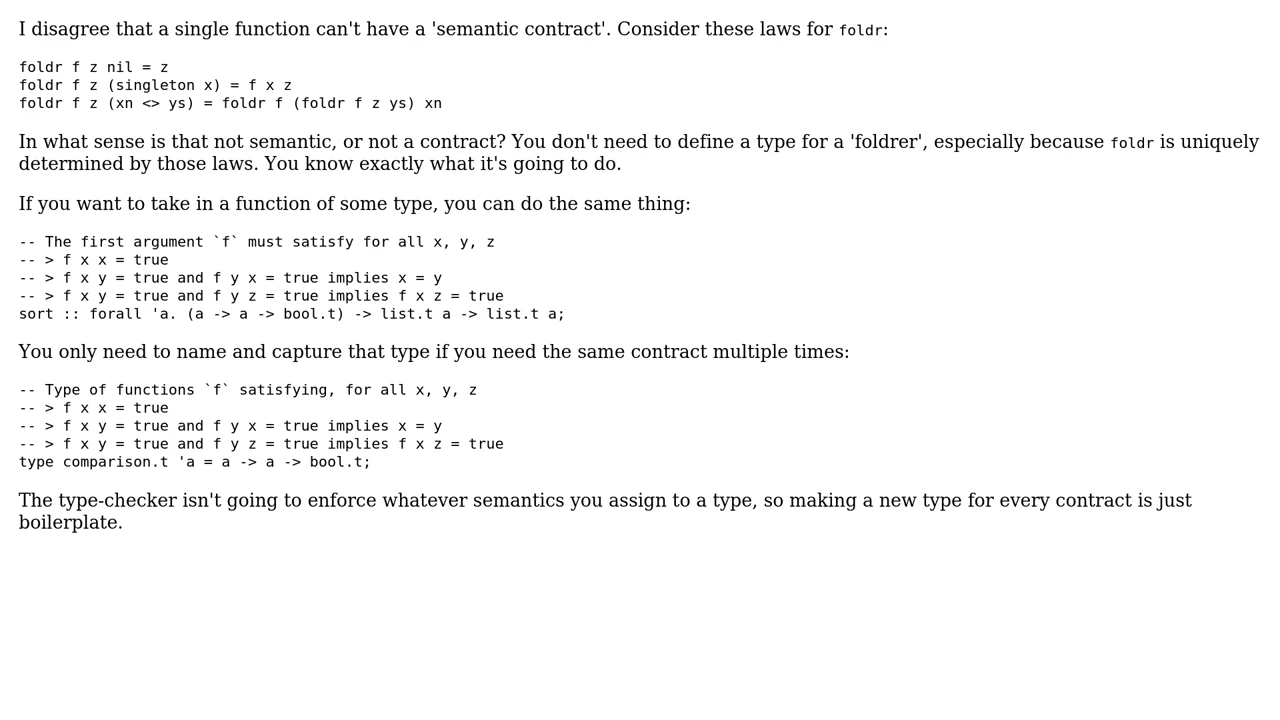 I disagree that a single function can't have a 'semantic contract'. Consider these laws for foldr:
foldr f z nil = z
foldr f z (singleton x) = f x z
foldr f z (xn <> ys) = foldr f (foldr f z ys) xn
In what sense is that not semantic, or not a contract? You don't need to define a type for a 'foldrer', especially because foldr is uniquely
determined by those laws. You know exactly what it's going to do.
If you want to take in a function of some type, you can do the same thing:
-- The first argument `f` must satisfy for all x, y, z
-- > f x x = true
-- > f x y = true and f y x = true implies x = y
-- > f x y = true and f y z = true implies f x z = true
sort :: forall 'a. (a -> a -> bool.t) -> list.t a -> list.t a;
You only need to name and capture that type if you need the same contract multiple times:
-- Type of functions `f` satisfying, for all x, y, z
-- > f x x = true
-- > f x y = true and f y x = true implies x = y
-- > f x y = true and f y z = true implies f x z = true
type comparison.t 'a = a -> a -> bool.t;
The type-checker isn't going to enforce whatever semantics you assign to a type, so making a new type for every contract is just
boilerplate.